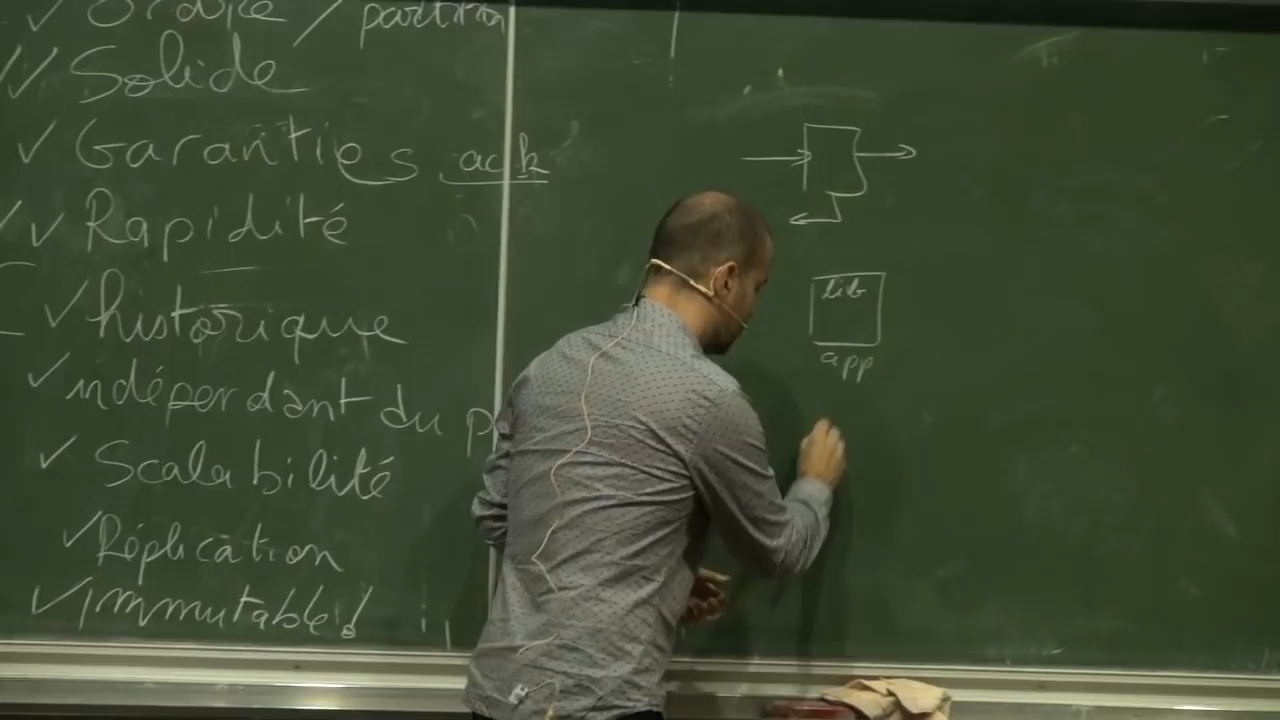 ✓ Ordre / partition
✓✓ Solide
✓ Garanties ack
✓✓ Rapidité
✓ historique
✓ indépendant du p
✓ Scalabilité
✓ Réplication
✓ immutable!
lib
app